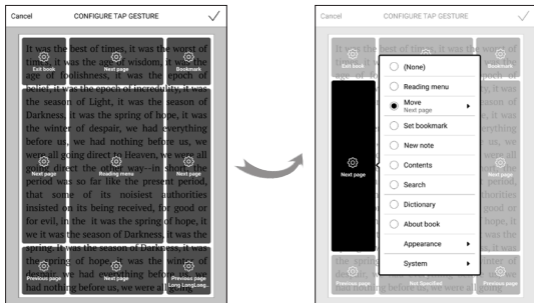 Cancel
CONFIGURE TAP GESTURE
It was the best of times, it was the worst of
times, it was the age of wisdom, it was the
Exit book
Next page
Bookmark
age of foolishness, it was the epoch of
belief, it was the epoch of incredulity, it was
the season of Light, it was the season of
Darkness, it was the spring of hope, it was
the winter of despair, we had everything
before us, we had nothing before us, we
were all going direct to Heaven, we were all
going direct the other way--in short, the
Next page
Reading menu
Next page
period was so far like the present period,
that some of its noisiest authorities
insisted on its being received, for good or
for evil, in the it was the spring of hope, it
we it was the season of Darkness, it was the
spring. It was the season of Darkness, it was
the spring of hope, it was the winter of
despair, we had everything before us, we
Previous page
Next page
Previous page
Long LongLong..
had nothing before us, we were all going
Cancel
CONFIGURE TAP GESTURE
Exit book
Bookmark
(None)
Reading menu
Move
Next page
Set bookmark
New note
Next page
Contents
Next page
Search
Dictionary
About book
Appearance
System
Previous page
Not Specified
Previous page